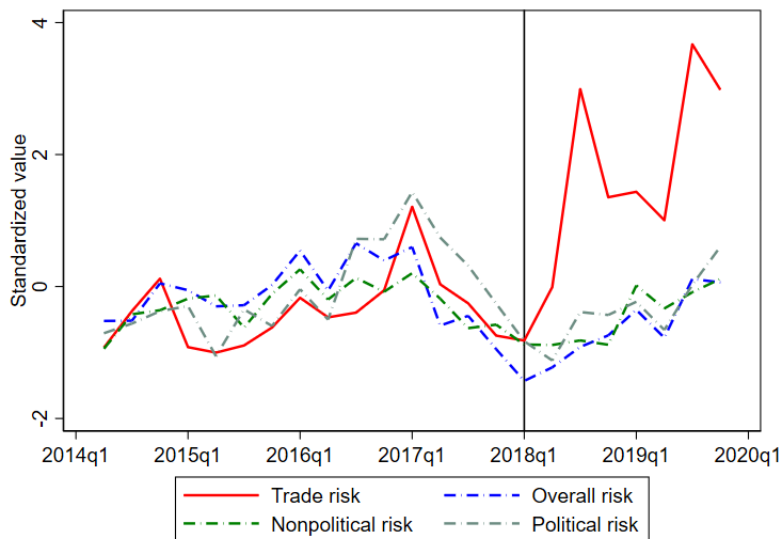 Standardized value
4
2
0
-2
2014q1 2015q1 2016q1 2017q1 2018q1 2019q1 2020q1
Trade risk Overall risk
Nonpolitical risk Political risk